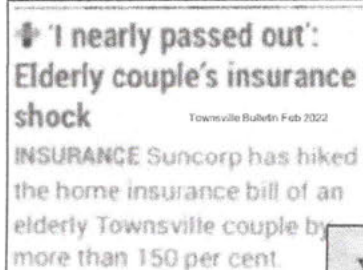 'I nearly passed out':
Elderly couple's insurance
shock
Townsville Bulletin Feb 2022
INSURANCE Suncorp has hiked
the home insurance bill of an
elderly Townsville couple by
more than 150 per cent.